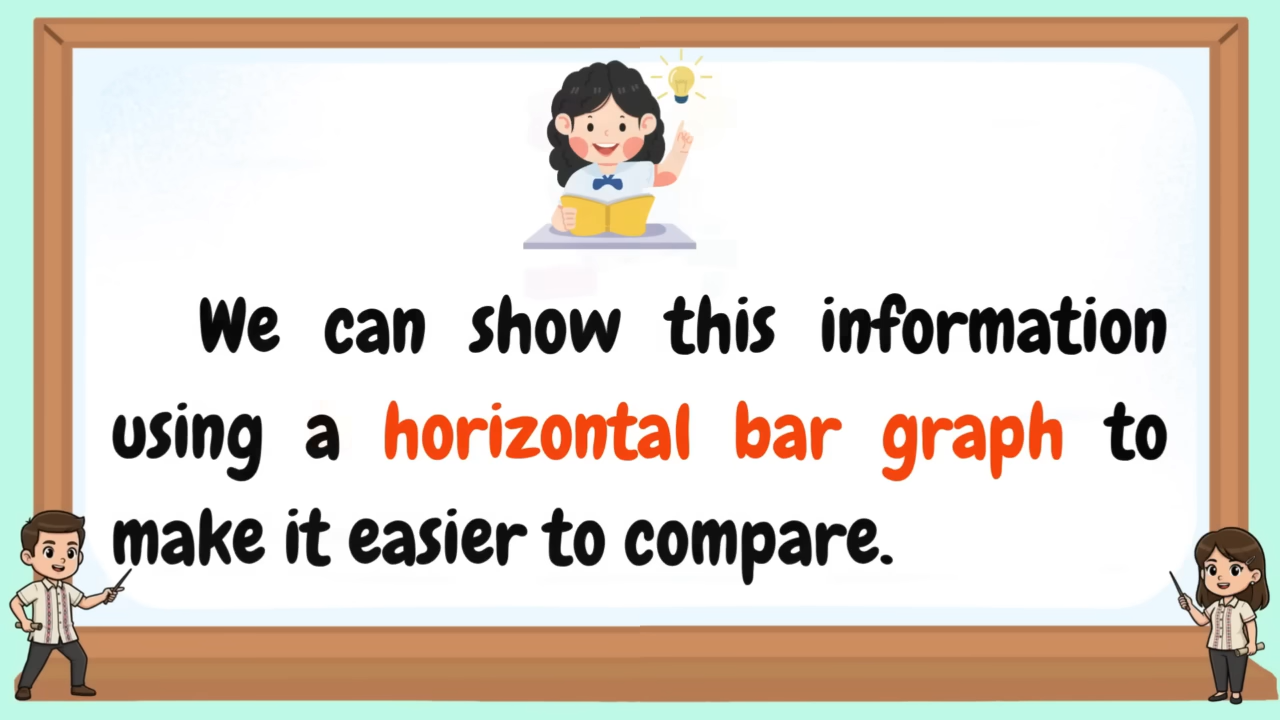 We can show this information
using a horizontal bar graph to
make it easier to compare.